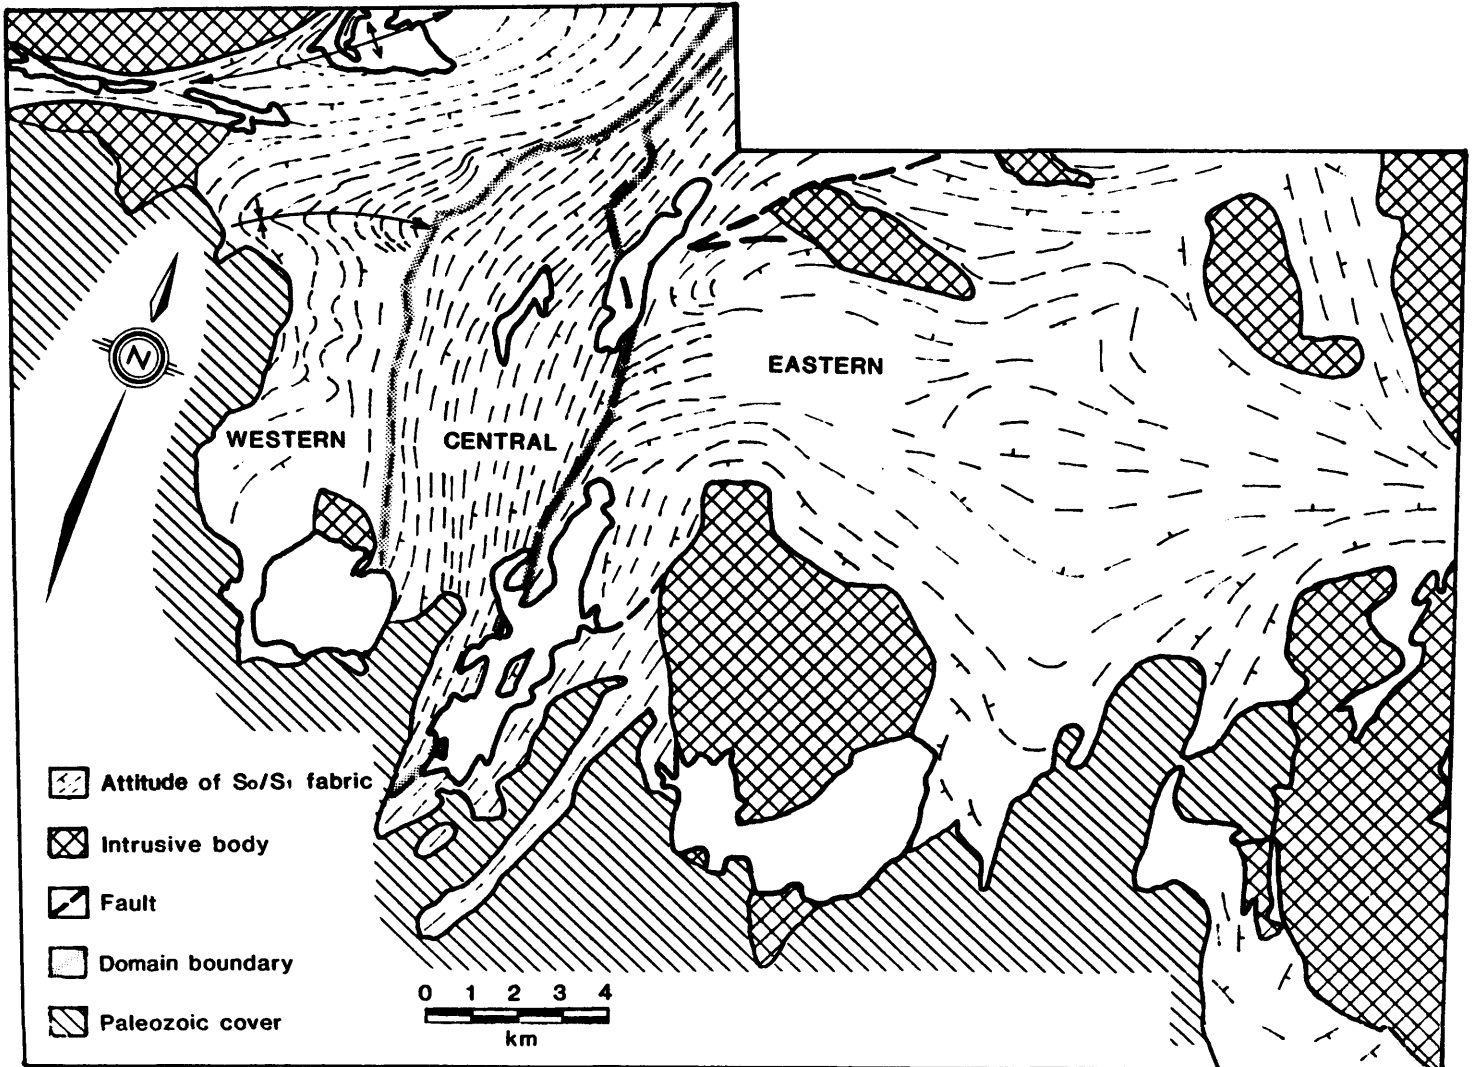 EASTERN
WESTERN
CENTRAL
N
Attitude of So/S1 fabric
Intrusive body
Fault
Domain boundary
Paleozoic cover
0 1 2 3 4
km